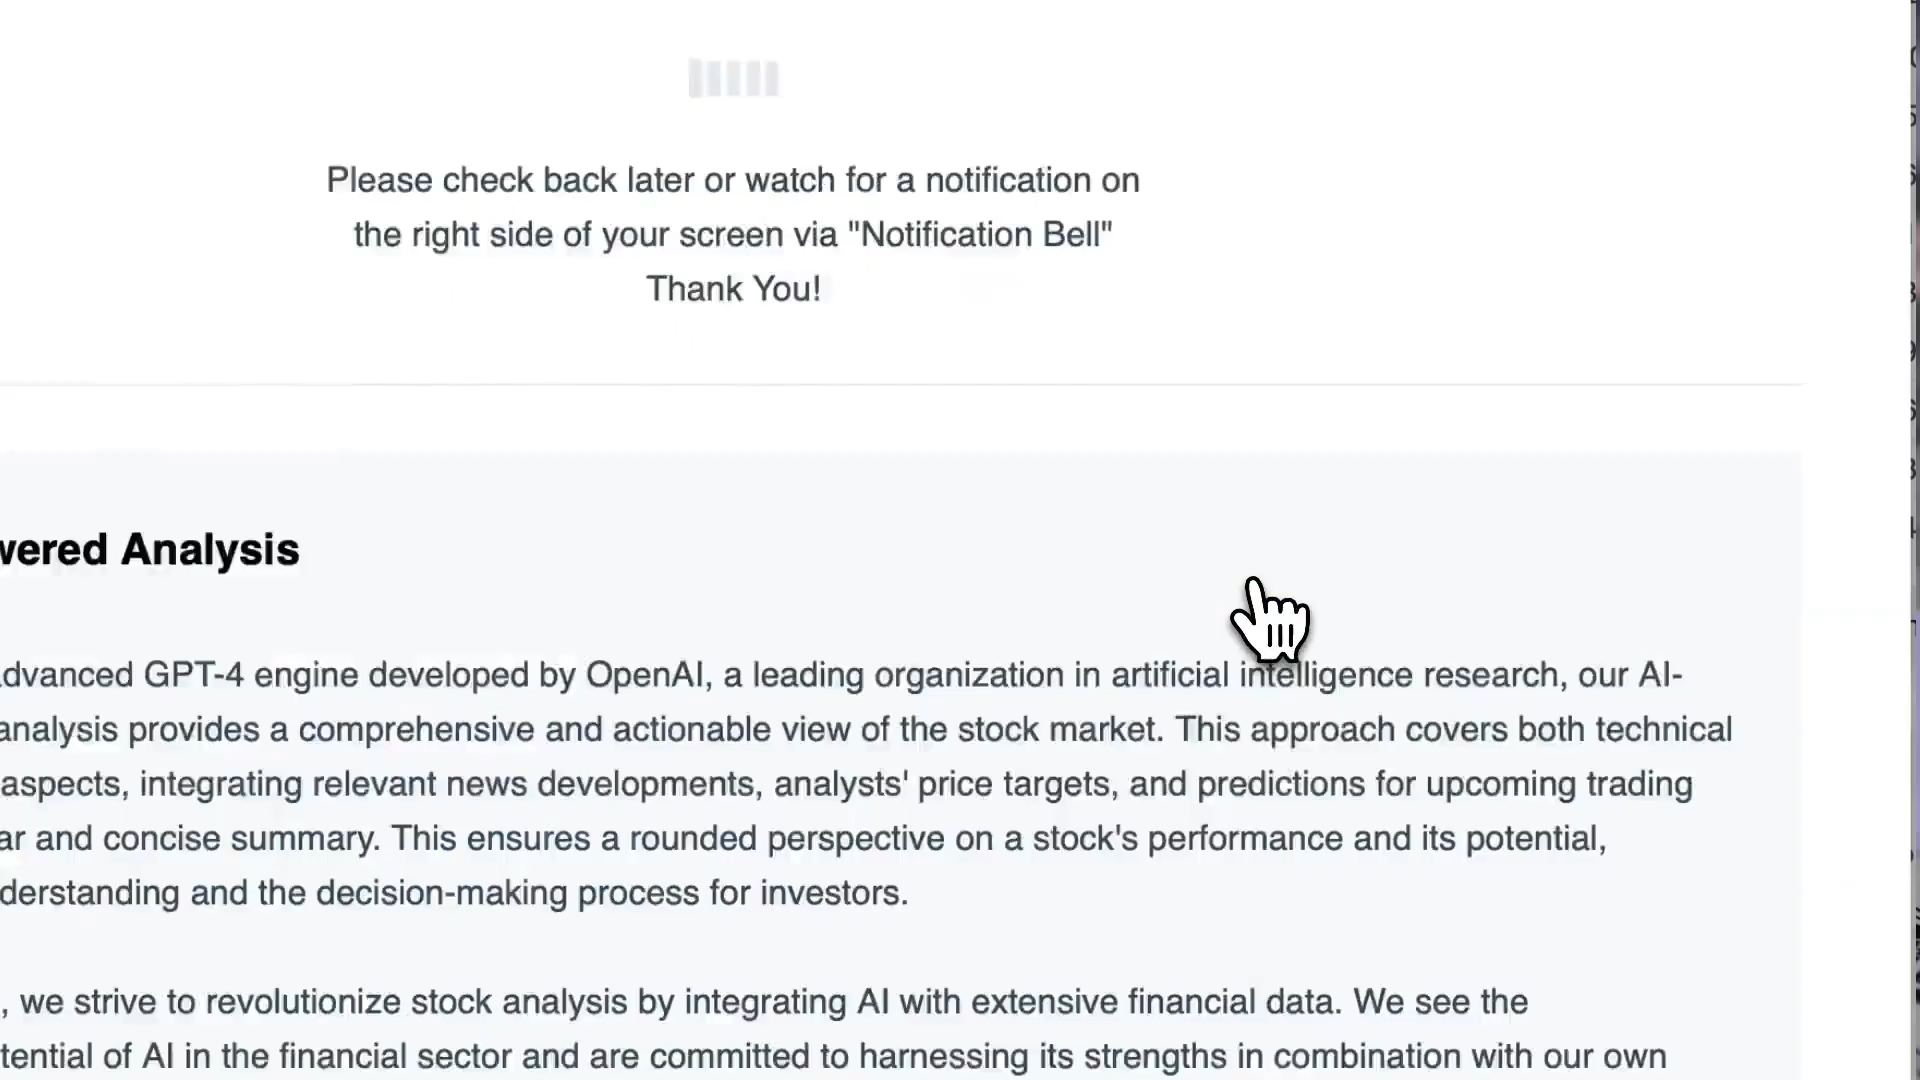 Please check back later or watch for a notification on
the right side of your screen via "Notification Bell"
Thank You!
Analysis
GPT-4 engine developed by OpenAI, a leading organization in artificial intelligence research, our AI-
analysis provides a comprehensive and actionable view of the stock market. This approach covers both technical
aspects, integrating relevant news developments, analysts' price targets, and predictions for upcoming trading
and concise summary. This ensures a rounded perspective on a stock's performance and its potential,
and the decision-making process for investors.
, we strive to revolutionize stock analysis by integrating AI with extensive financial data. We see the
of AI in the financial sector and are committed to harnessing its strengths in combination with our own